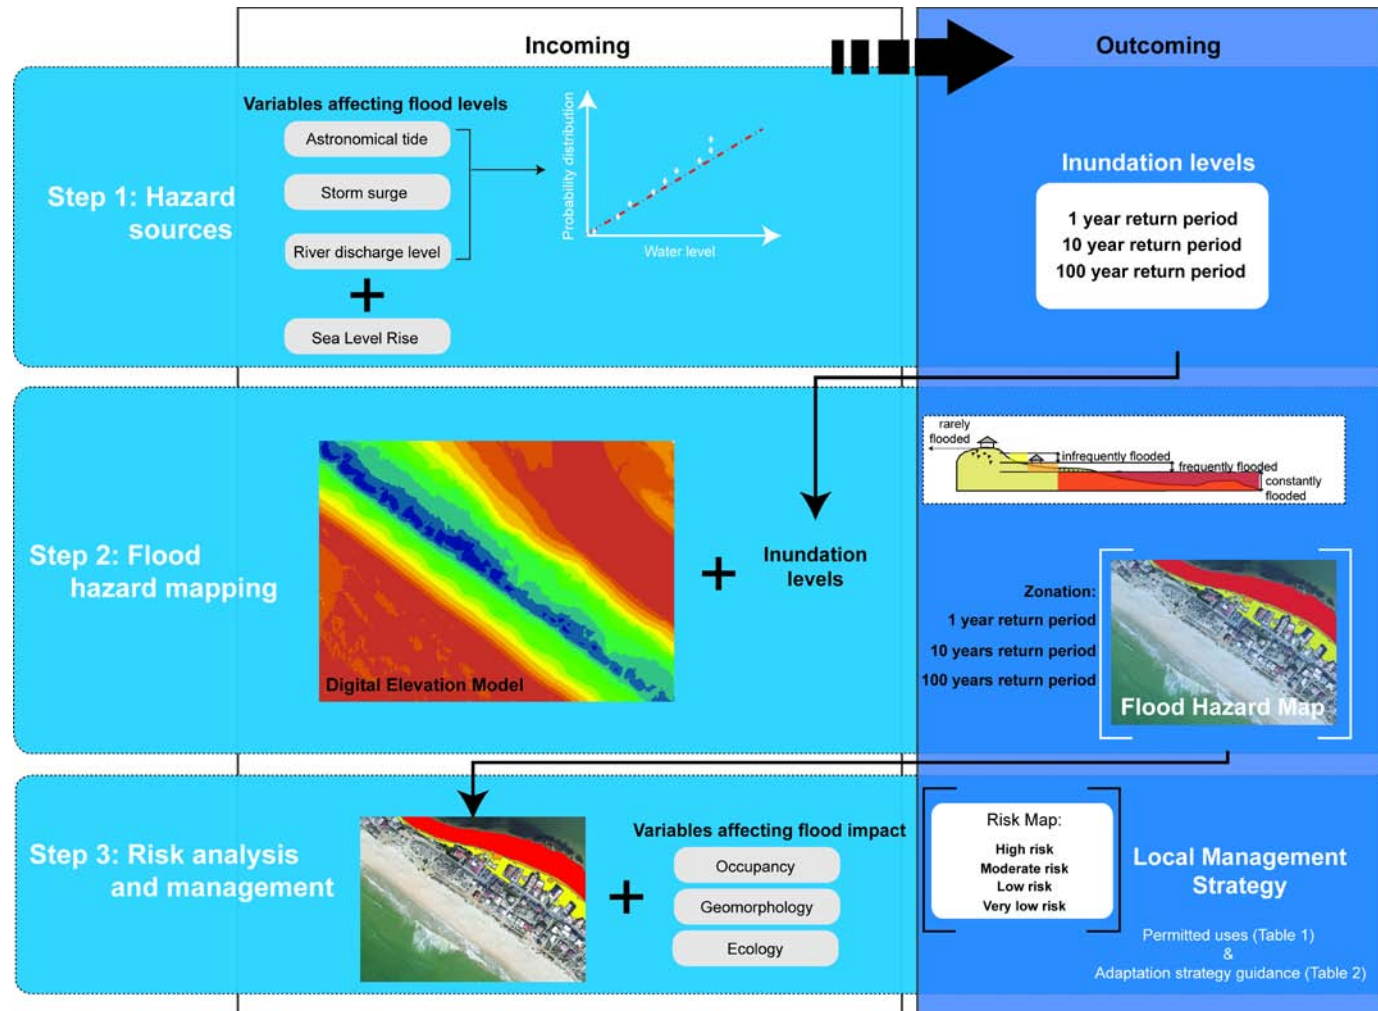 Incoming
Outcoming
Step 1: Hazard
sources
Variables affecting flood levels
Astronomical tide
Storm surge
River discharge level
+
Sea Level Rise
Probability distribution
Water level
Inundation levels
1 year return period
10 year return period
100 year return period
Step 2: Flood
hazard mapping
Digital Elevation Model
+
Inundation
levels
rarely
flooded
infrequently flooded
frequently flooded
constantly
flooded
Zonation:
1 year return period
10 years return period
100 years return period
Flood Hazard Map
Step 3: Risk analysis
and management
+
Variables affecting flood impact
Occupancy
Geomorphology
Ecology
Risk Map:
High risk
Moderate risk
Low risk
Very low risk
Local Management
Strategy
Permitted uses (Table 1)
&
Adaptation strategy guidance (Table 2)